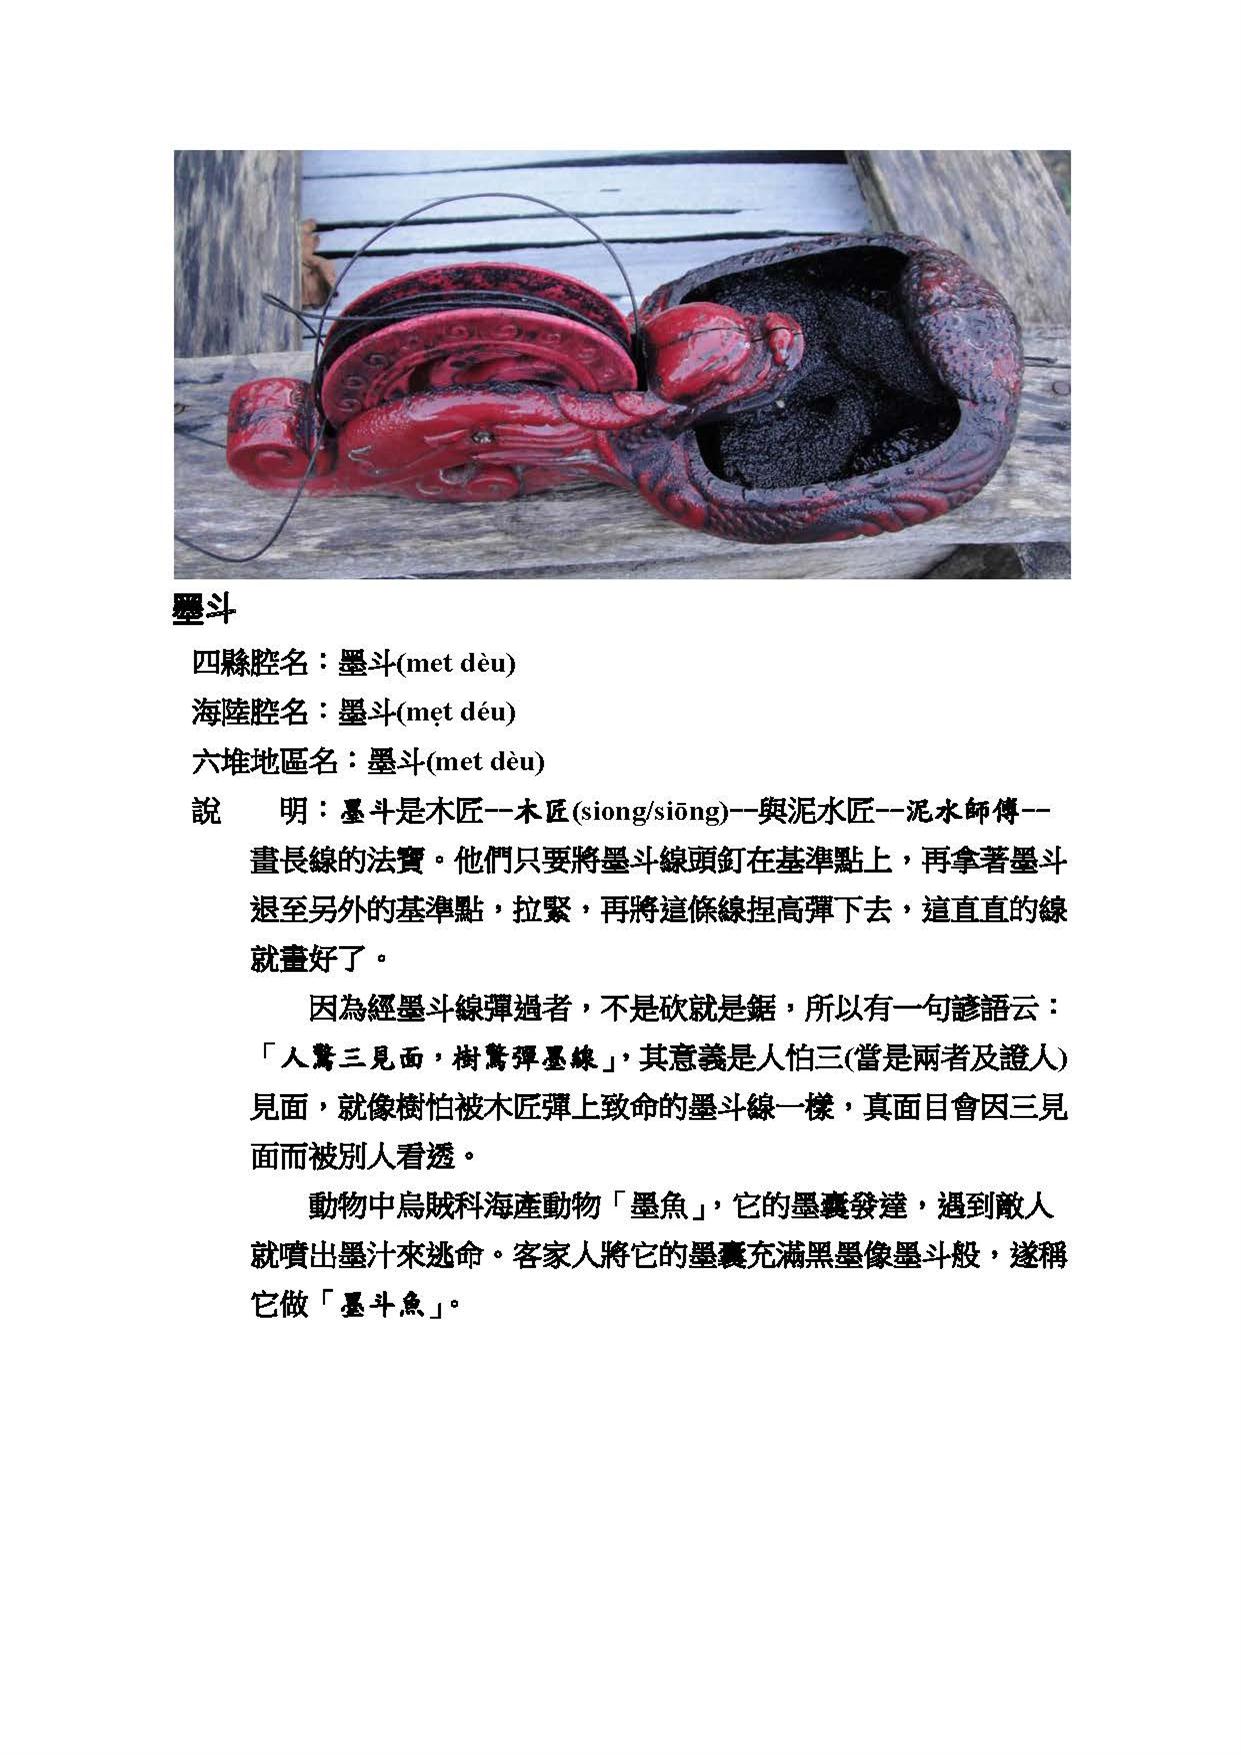 墨斗
四縣腔名：墨斗(met dèu)
海陸腔名：墨斗(mẹt déu)
六堆地區名：墨斗(met dèu)
說　　明：墨斗是木匠--木匠(siong/siōng)--與泥水匠--泥水師傅--
畫長線的法寶。他們只要將墨斗線頭釘在基準點上，再拿著墨斗
退至另外的基準點，拉緊，再將這條線捏高彈下去，這直直的線
就畫好了。
因為經墨斗線彈過者，不是砍就是鋸，所以有一句諺語云：
「人驚三見面，樹驚彈墨線」，其意義是人怕三(當是兩者及證人)
見面，就像樹怕被木匠彈上致命的墨斗線一樣，真面目會因三見
面而被別人看透。
動物中烏賊科海產動物「墨魚」，它的墨囊發達，遇到敵人
就噴出墨汁來逃命。客家人將它的墨囊充滿黑墨像墨斗般，遂稱
它做「墨斗魚」。